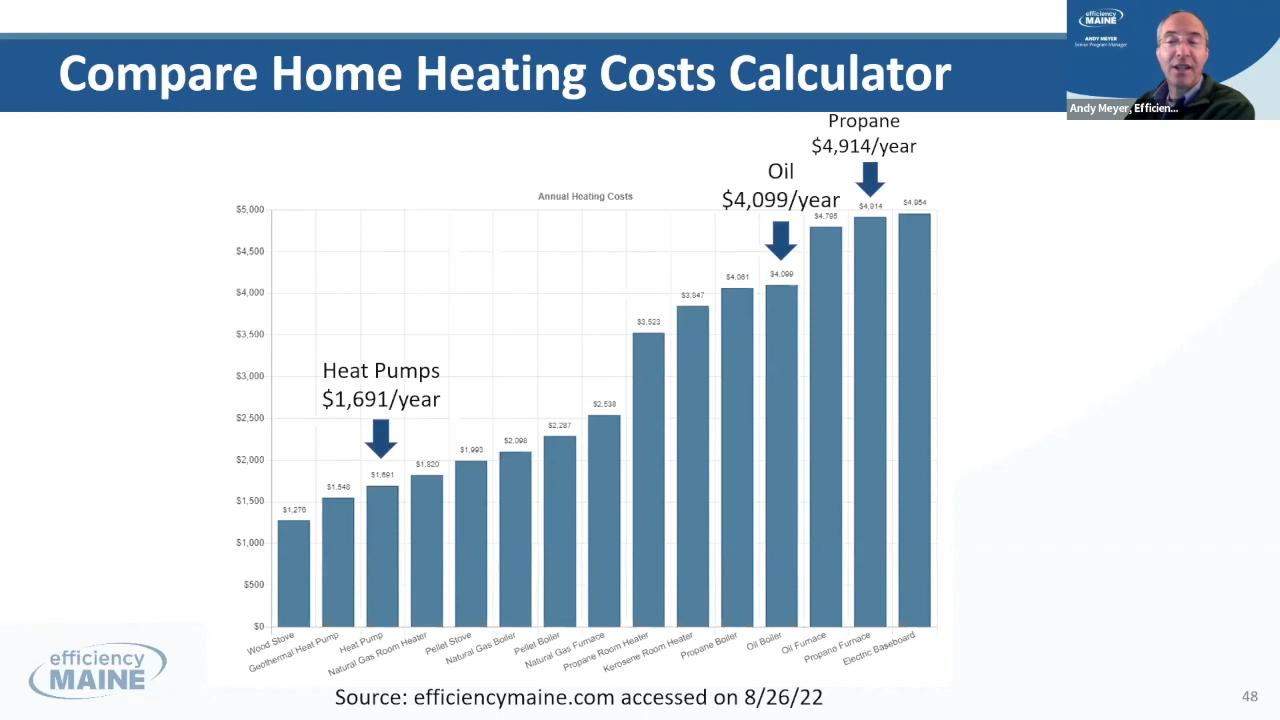 efficiency
MAINE
ANDY MEYER
Senior Program Manager
Andy Meyer, Efficien...
Compare Home Heating Costs Calculator
Propane
$4,914/year
Oil
$4,099/year
Heat Pumps
$1,691/year
Annual Heating Costs
$5,000
$4,500
$4,000
$3,500
$3,000
$2,500
$2,000
$1,500
$1,000
$500
$0
$1,276
$1,548
$1,691
$1,820
$1,993
$2,098
$2,287
$2,538
$3,523
$3,847
$4,061
$4,099
$4,795
$4,914
$4,954
Wood Stove
Geothermal Heat Pump
Heat Pump
Natural Gas Room Heater
Pellet Stove
Natural Gas Boiler
Pellet Boiler
Natural Gas Furnace
Propane Room Heater
Kerosene Room Heater
Propane Boiler
Oil Boiler
Oil Furnace
Propane Furnace
Electric Baseboard
efficiency
MAINE
Source: efficiencymaine.com accessed on 8/26/22
48